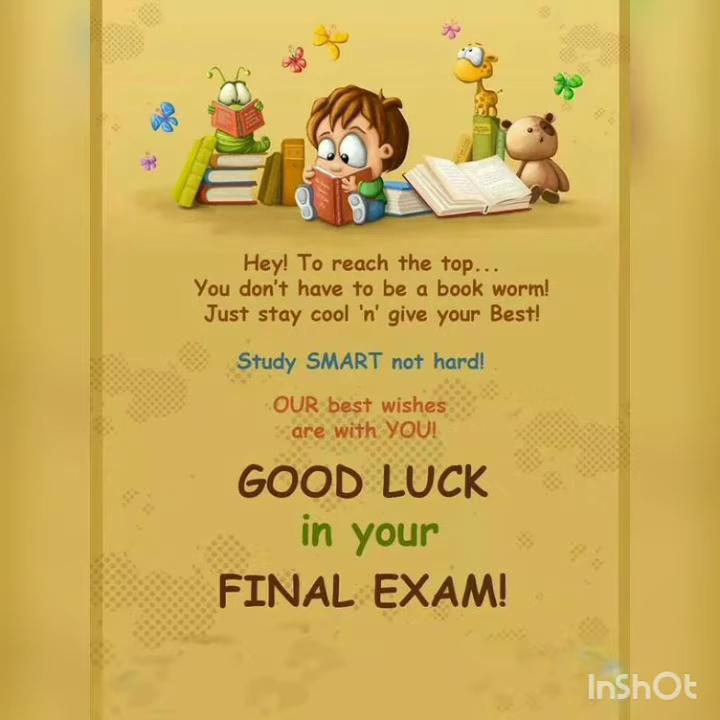 Hey! To reach the top...
You don't have to be a book worm!
Just stay cool 'n' give your Best!
Study SMART not hard!
OUR best wishes
are with YOU!
GOOD LUCK
in your
FINAL EXAM!
InShOt